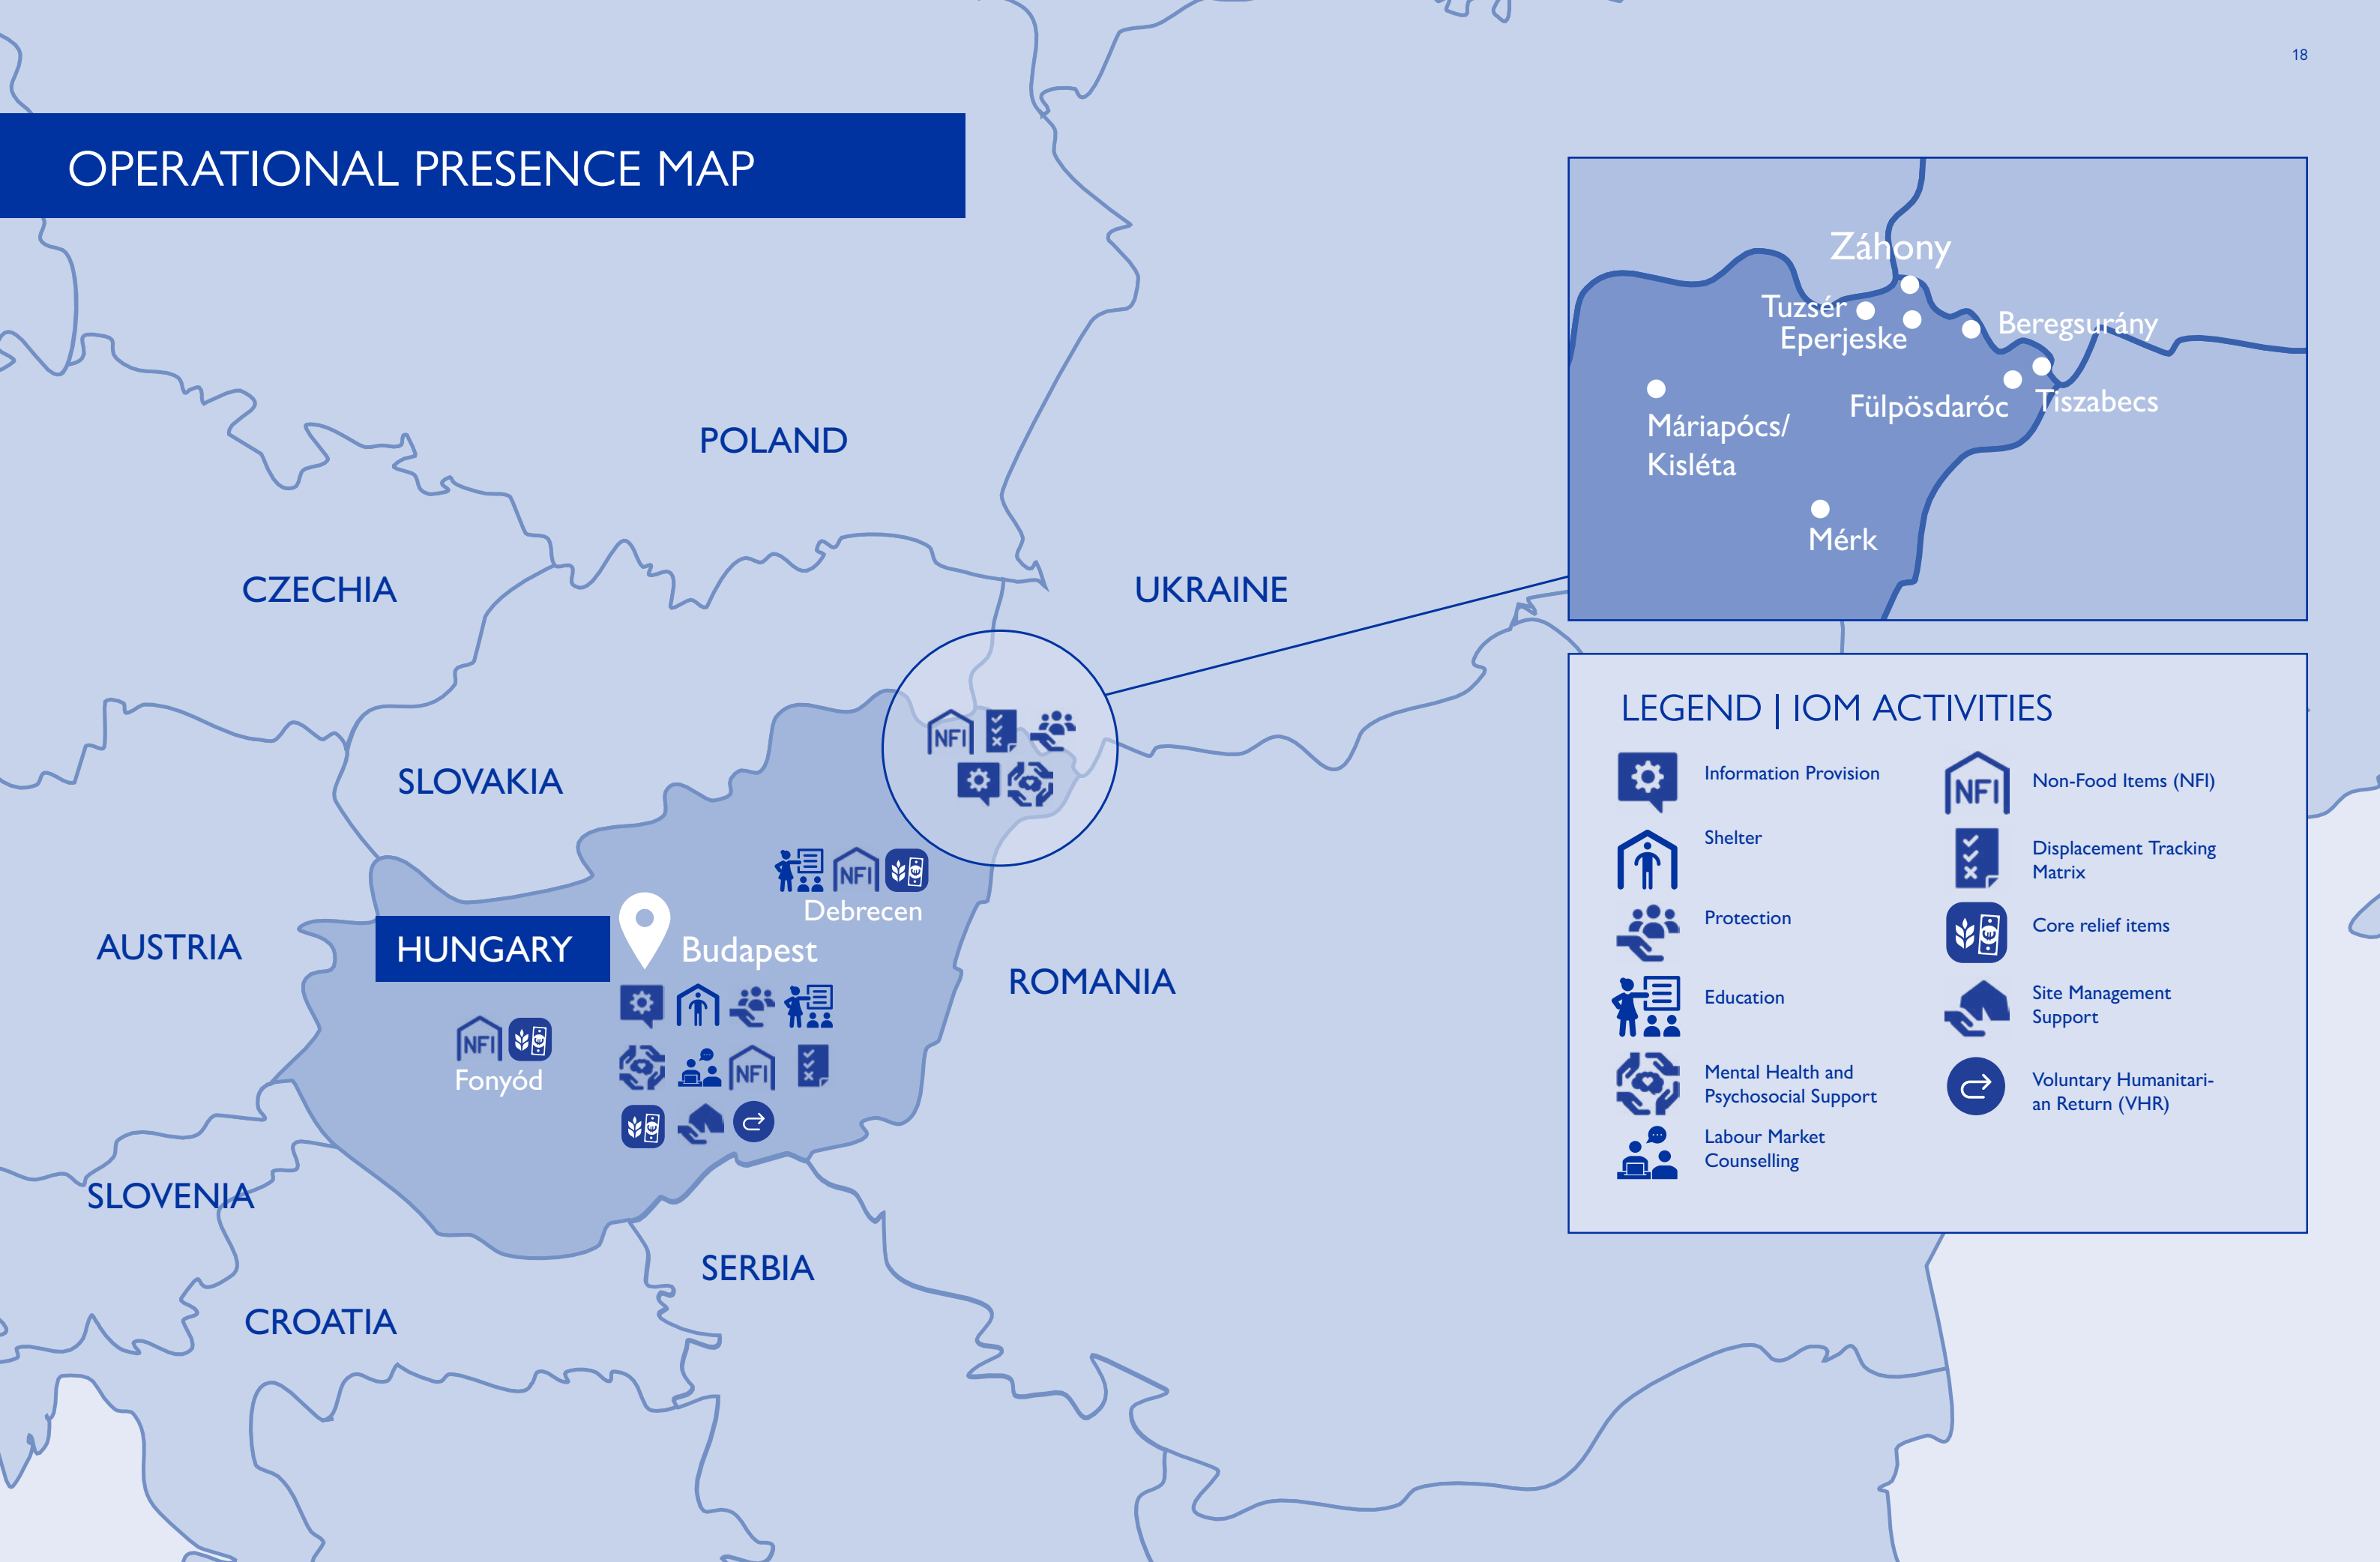 18
OPERATIONAL PRESENCE MAP
POLAND
CZECHIA
UKRAINE
SLOVAKIA
AUSTRIA
HUNGARY
Budapest
Debrecen
Fonyód
ROMANIA
SLOVENIA
SERBIA
CROATIA
NFI
NFI
NFI
NFI
Záhony
Tuzsér
Eperjeske
Beregsurány
Fülpösdaróc
Tiszabecs
Máriapócs/
Kisléta
Mérk
LEGEND | IOM ACTIVITIES
Information Provision
Shelter
Protection
Education
Mental Health and
Psychosocial Support
Labour Market
Counselling
NFI
Non-Food Items (NFI)
Displacement Tracking
Matrix
Core relief items
Site Management
Support
Voluntary Humanitari-
an Return (VHR)